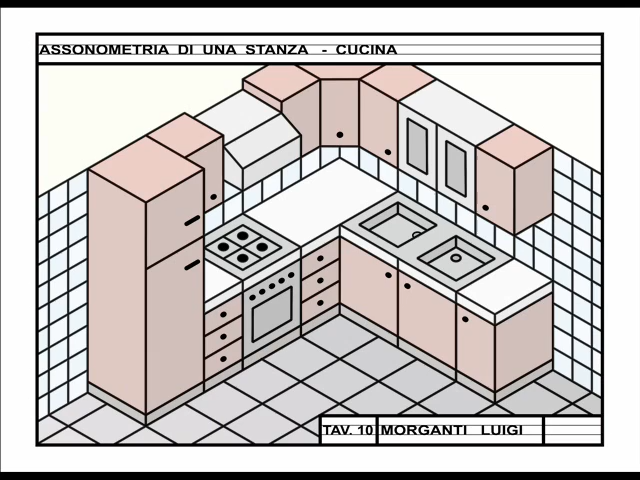 ASSONOMETRIA DI UNA STANZA - CUCINA
TAV. 10 MORGANTI LUIGI